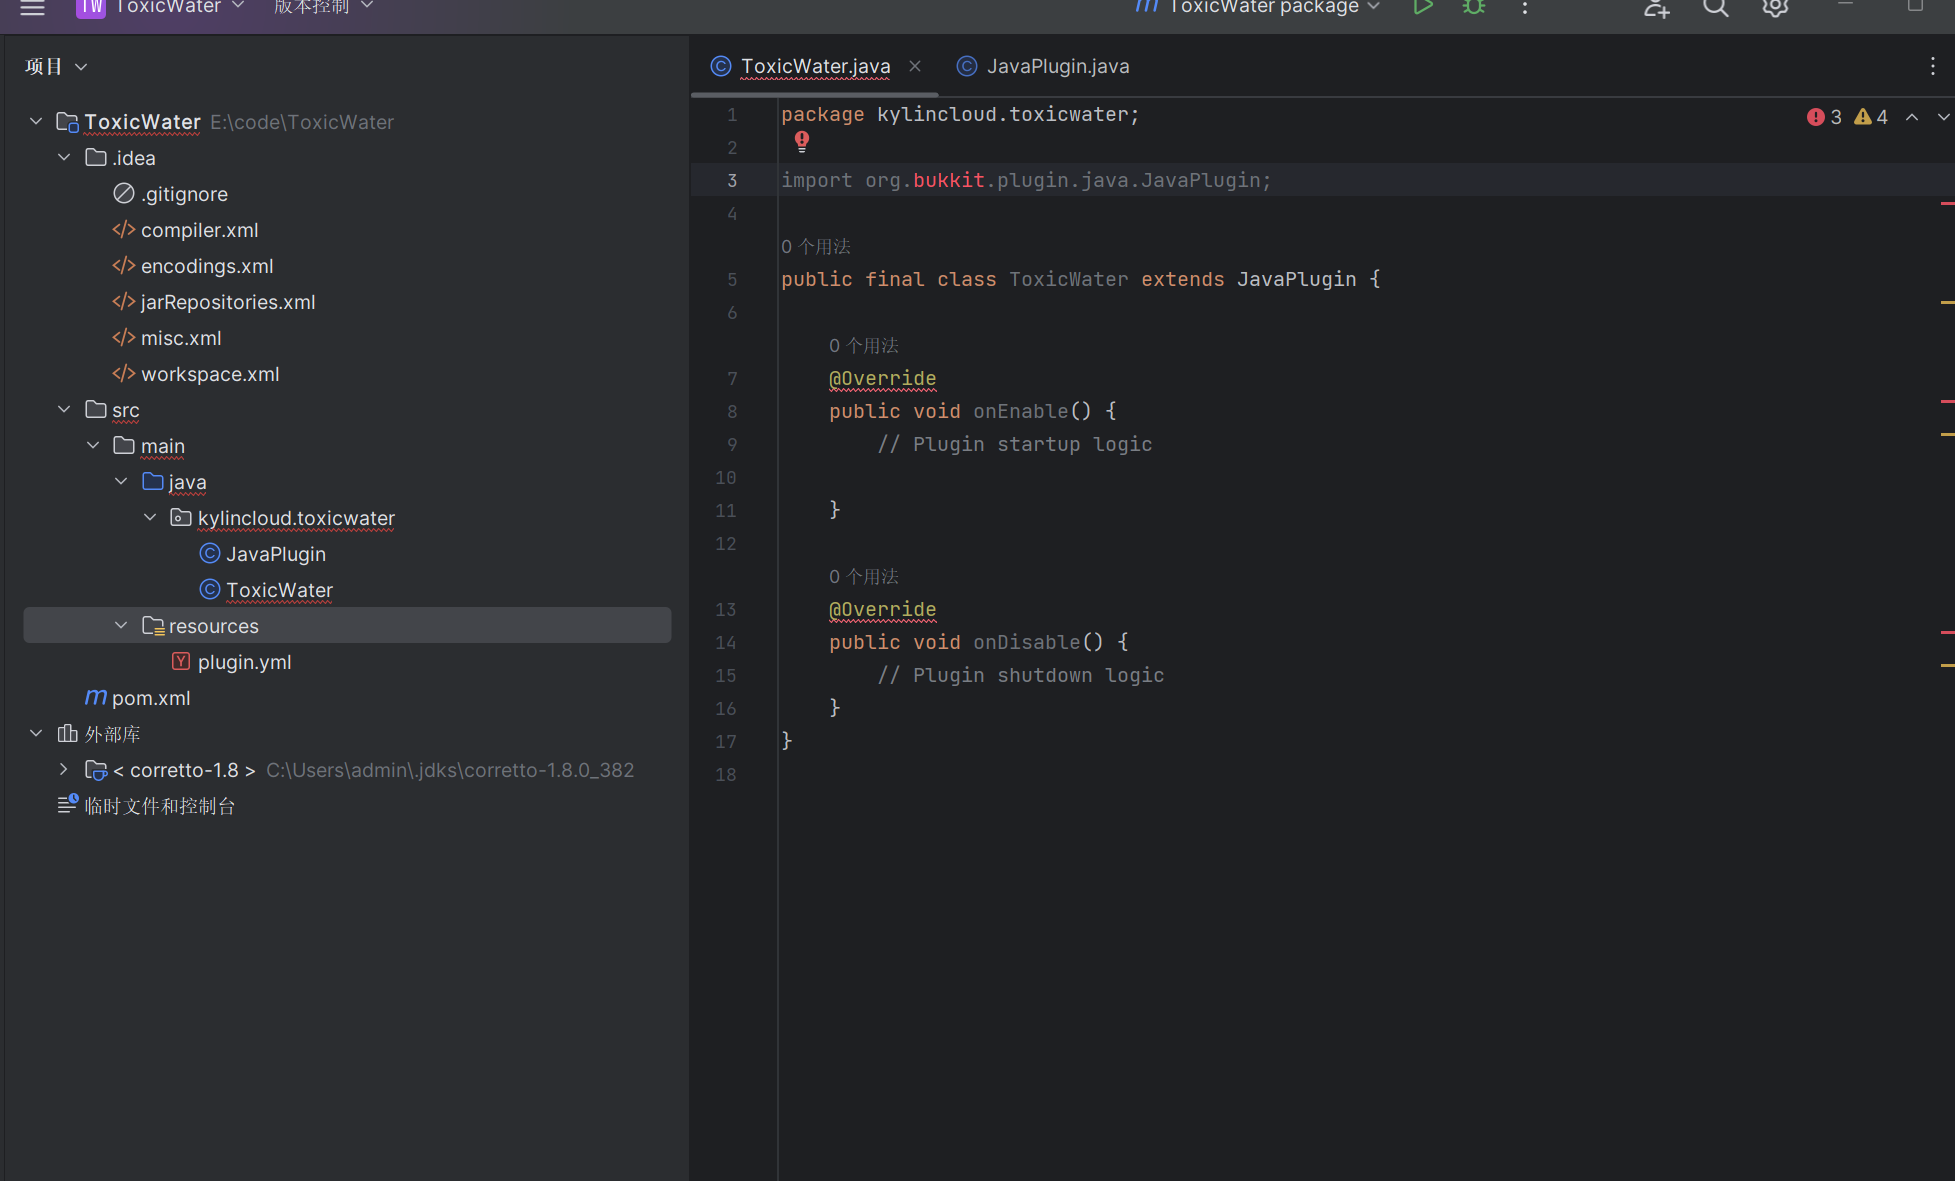 TW ToxicWater 版本控制 ToxicWater package
项目
ToxicWater E:\code\ToxicWater
.idea
.gitignore
compiler.xml
encodings.xml
jarRepositories.xml
misc.xml
workspace.xml
src
main
java
kylincloud.toxicwater
JavaPlugin
ToxicWater
resources
plugin.yml
pom.xml
外部库
< corretto-1.8 > C:\Users\admin\.jdks\corretto-1.8.0_382
临时文件和控制台
ToxicWater.java JavaPlugin.java
3 4
1 package kylincloud.toxicwater;
2
3 import org.bukkit.plugin.java.JavaPlugin;
4
0 个用法
5 public final class ToxicWater extends JavaPlugin {
6
0 个用法
7 @Override
8 public void onEnable() {
9 // Plugin startup logic
10
11 }
12
0 个用法
13 @Override
14 public void onDisable() {
15 // Plugin shutdown logic
16 }
17 }
18